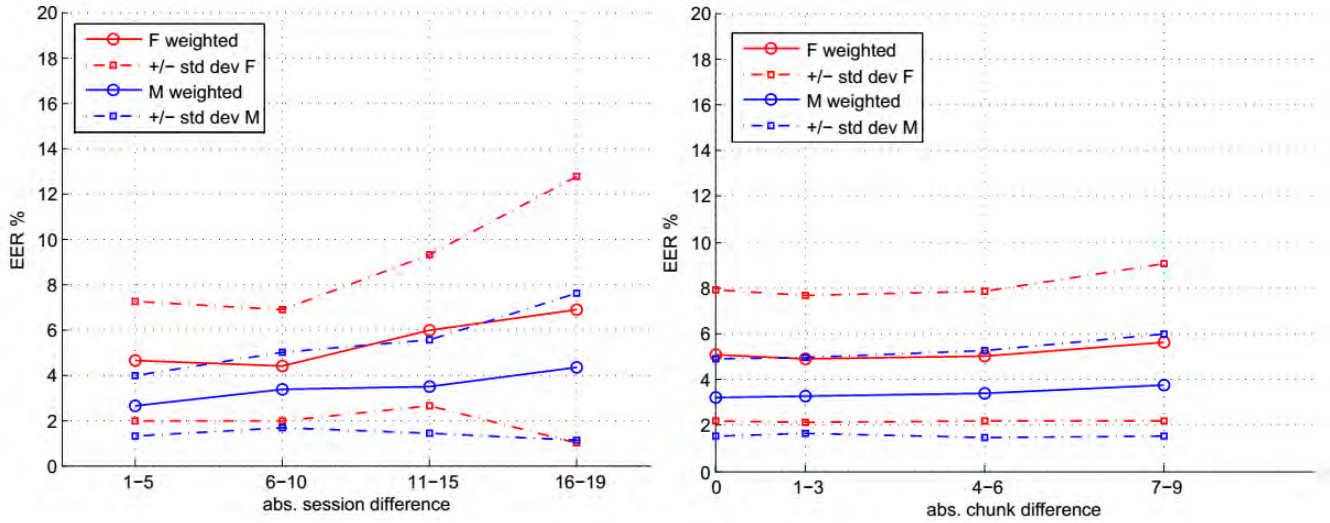 20
18
16
14
12
10
8
6
4
2
0
EER %
F weighted
+/− std dev F
M weighted
+/− std dev M
1−5
6−10
11−15
16−19
abs. session difference
20
18
16
14
12
10
8
6
4
2
0
EER %
F weighted
+/− std dev F
M weighted
+/− std dev M
0
1−3
4−6
7−9
abs. chunk difference